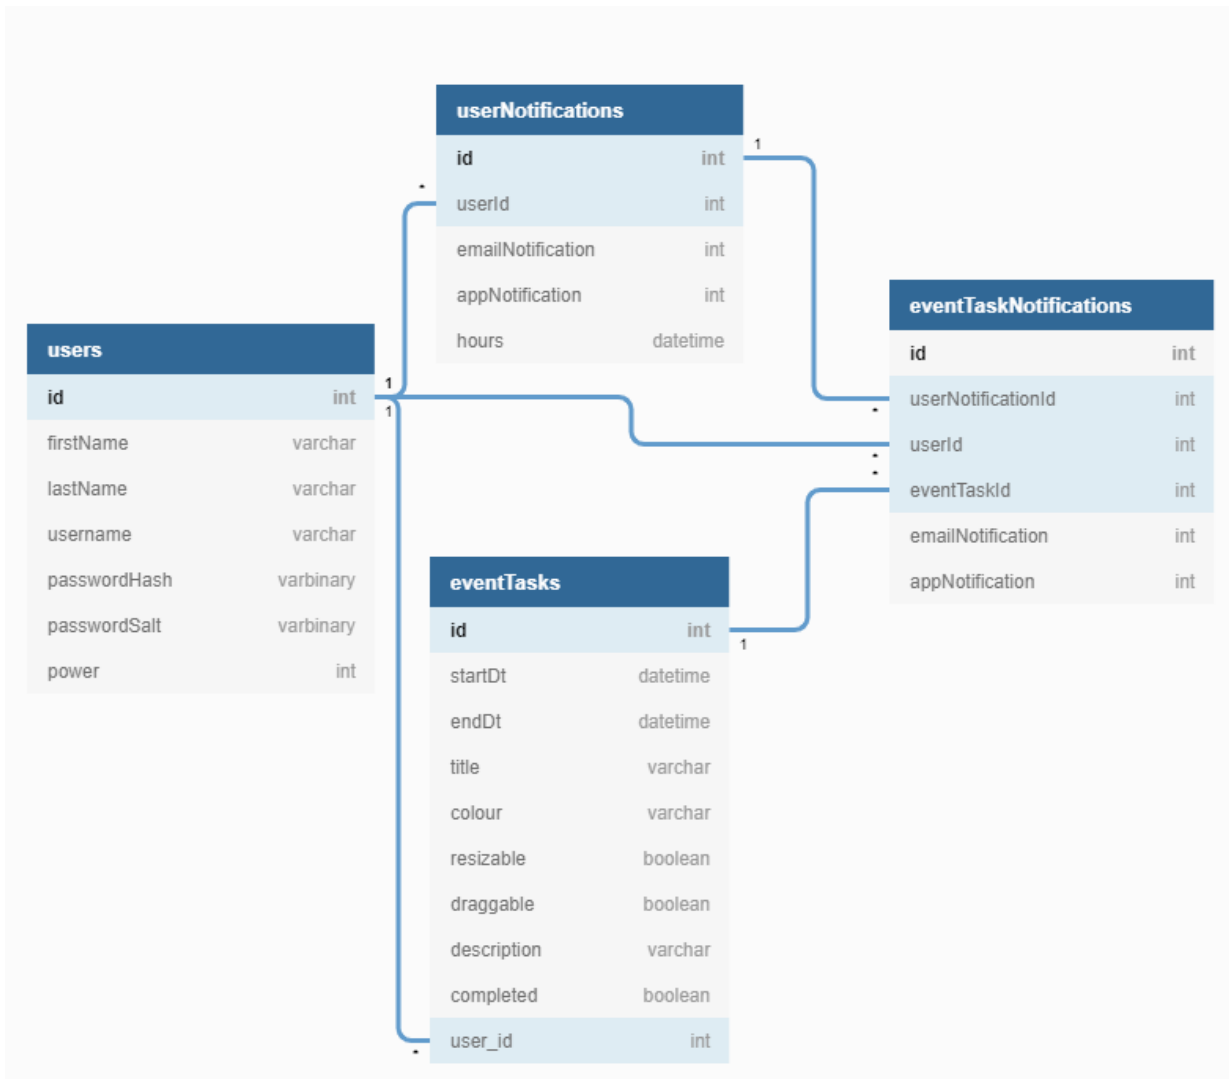 userNotifications
id int
userId int
emailNotification int
appNotification int
hours datetime
1
*
users
id int
firstName varchar
lastName varchar
username varchar
passwordHash varbinary
passwordSalt varbinary
power int
1
1
eventTaskNotifications
id int
userNotificationId int
userId int
eventTaskId int
emailNotification int
appNotification int
*
*
*
eventTasks
id int
startDt datetime
endDt datetime
title varchar
colour varchar
resizable boolean
draggable boolean
description varchar
completed boolean
user_id int
1
*